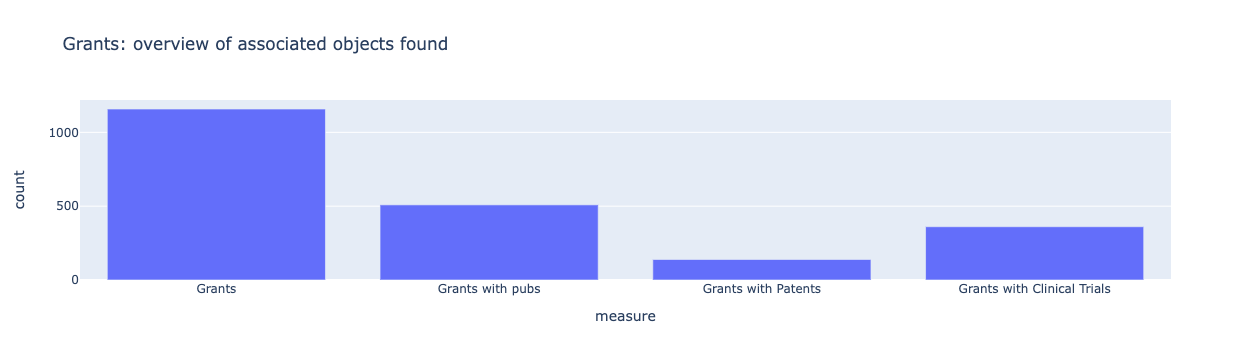 Grants: overview of associated objects found
count
1000
500
0
Grants
Grants with pubs
Grants with Patents
Grants with Clinical Trials
measure